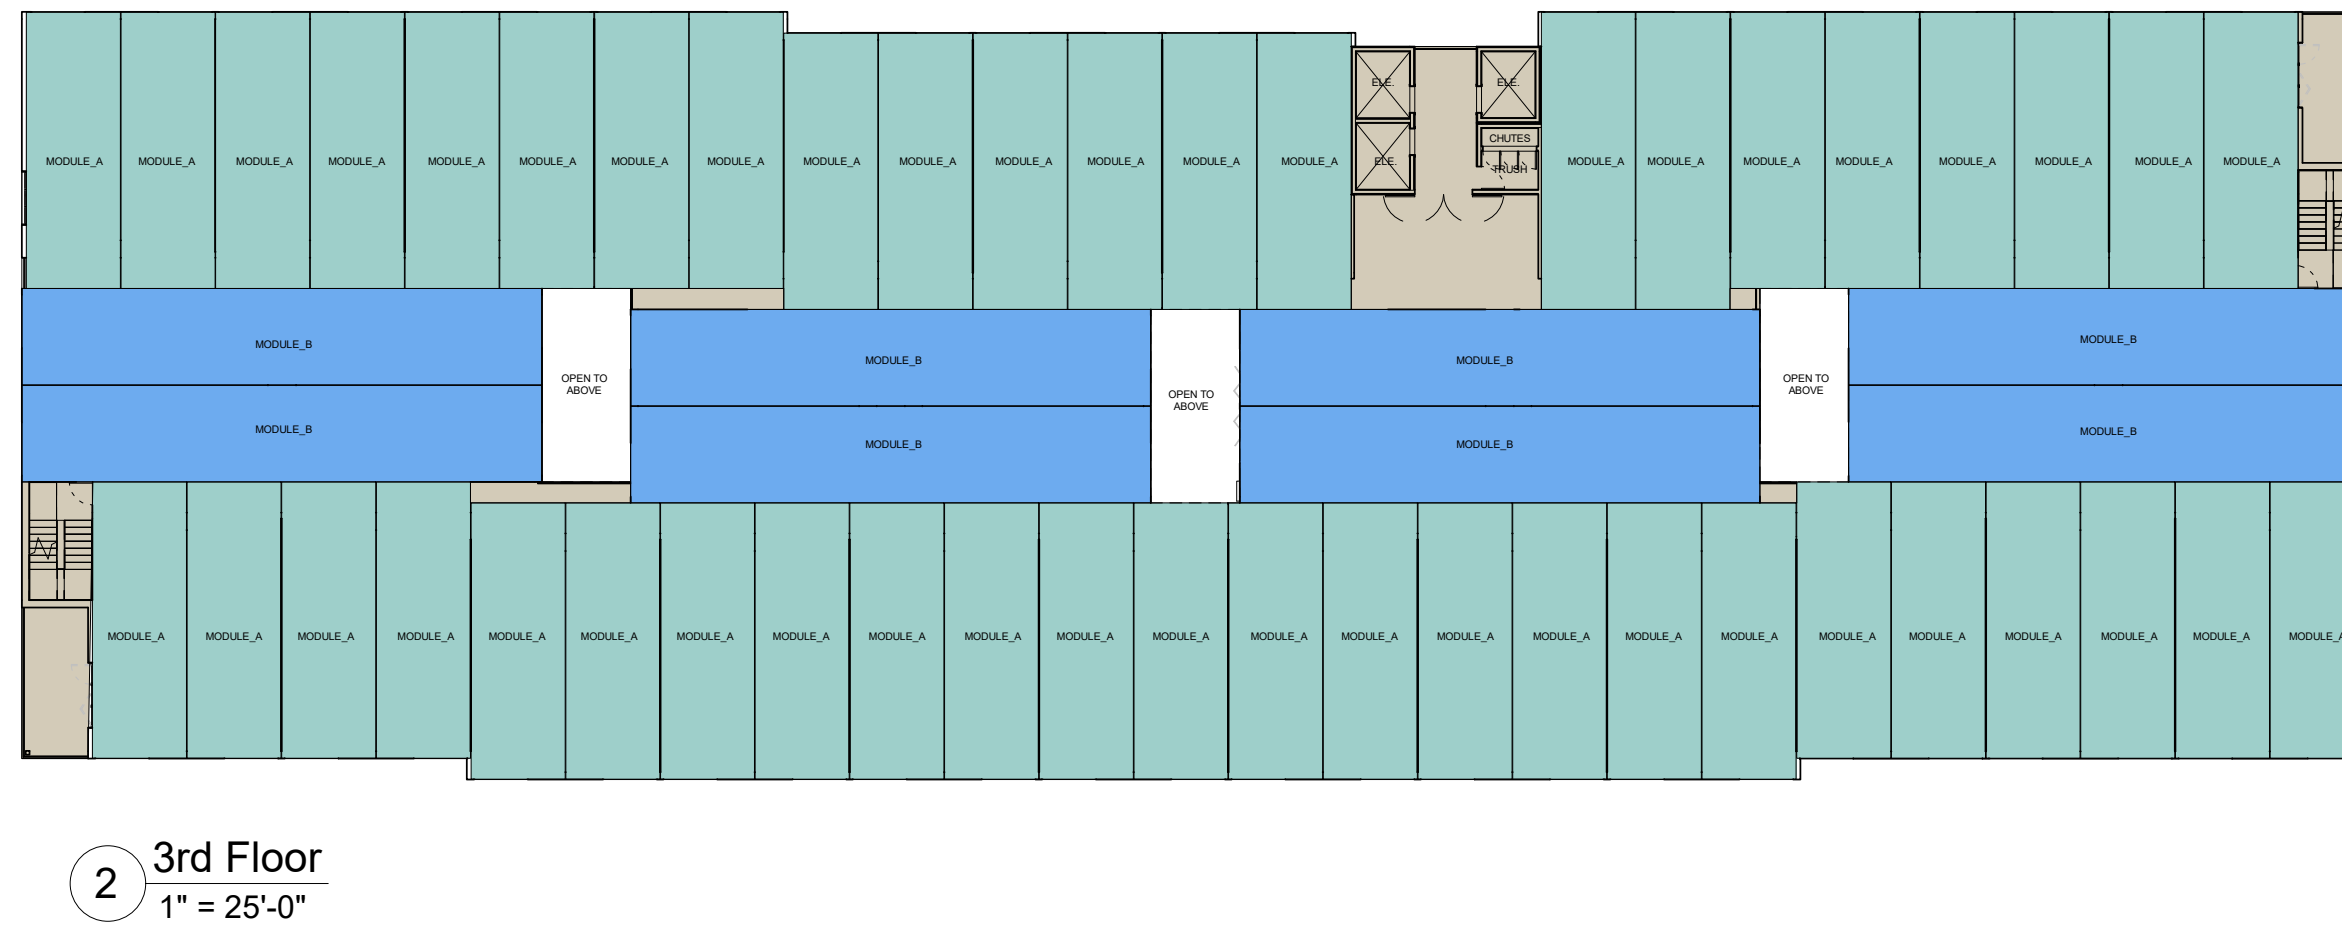 MODULE_A MODULE_A MODULE_A MODULE_A MODULE_A MODULE_A MODULE_A MODULE_A MODULE_A MODULE_A MODULE_A MODULE_A MODULE_A MODULE_A MODULE_A MODULE_A MODULE_A MODULE_A MODULE_A MODULE_A MODULE_A MODULE_A
ELE. ELE.
CHUTES
ELE. TRUSH
MODULE_B MODULE_B MODULE_B MODULE_B
OPEN TO
ABOVE
OPEN TO
ABOVE
OPEN TO
ABOVE
MODULE_B MODULE_B MODULE_B MODULE_B
MODULE_A MODULE_A MODULE_A MODULE_A MODULE_A MODULE_A MODULE_A MODULE_A MODULE_A MODULE_A MODULE_A MODULE_A MODULE_A MODULE_A MODULE_A MODULE_A MODULE_A MODULE_A MODULE_A MODULE_A MODULE_A MODULE_A MODULE_A MODULE_A
2 3rd Floor
1" = 25'-0"